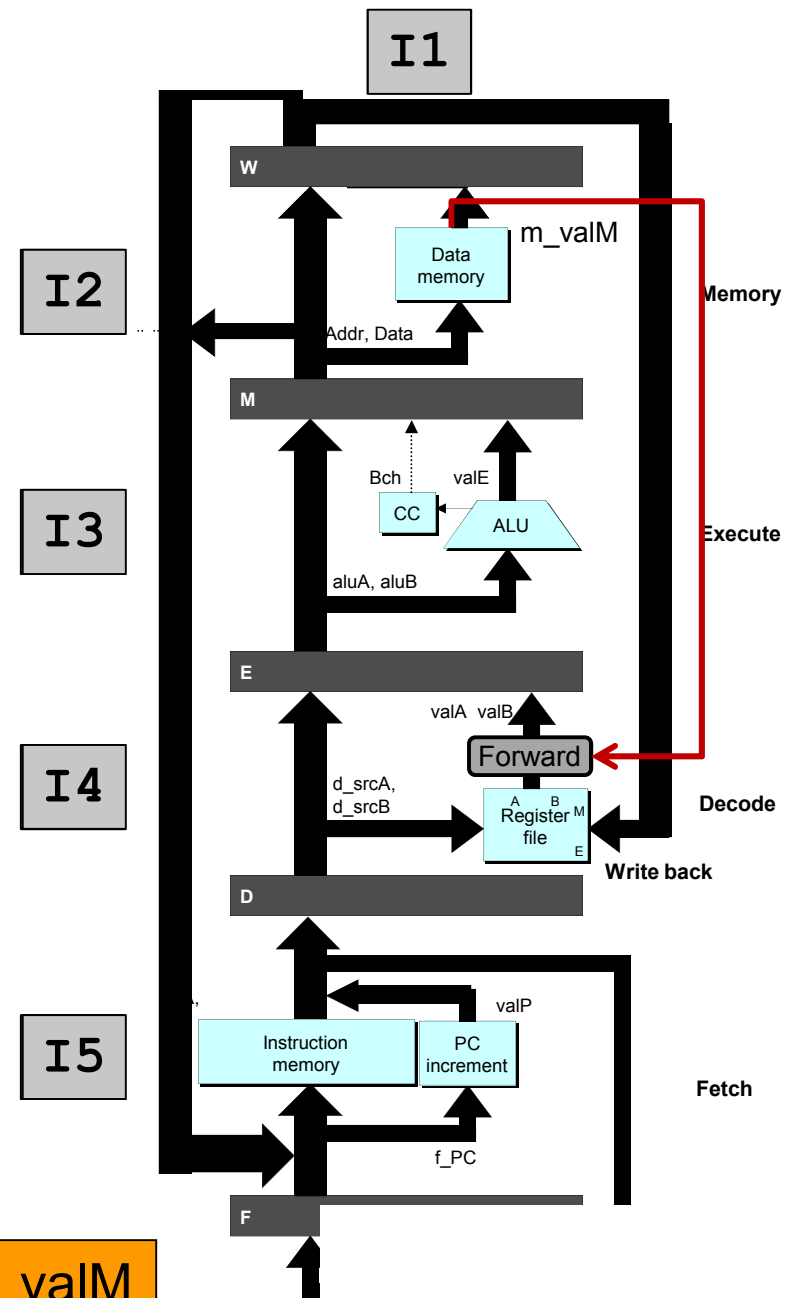 I1
W
m_valM
Data
memory
I2
Memory
Addr, Data
M
Bch
valE
CC
ALU
I3
Execute
aluA, aluB
E
valA valB
Forward
I4
d_srcA,
d_srcB
A B
Register M
file
E
Decode
Write back
D
valP
Instruction
memory
PC
increment
I5
Fetch
f_PC
F
valM